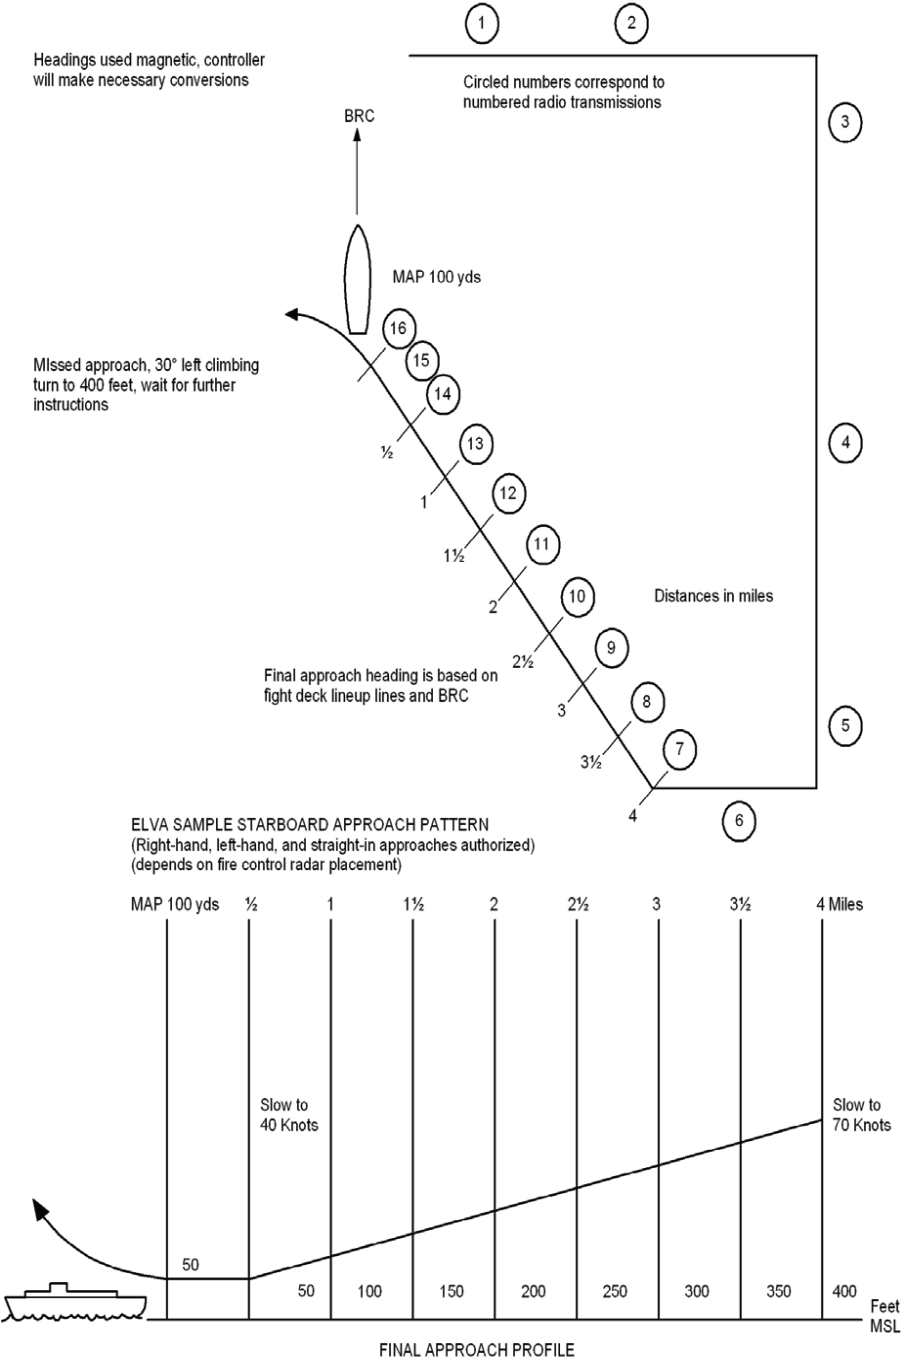 1
2
Headings used magnetic, controller
will make necessary conversions
Circled numbers correspond to
numbered radio transmissions
3
BRC
MAP 100 yds
16
15
14
MIssed approach, 30° left climbing
turn to 400 feet, wait for further
instructions
½
13
4
1
12
1½
11
2
10
Distances in miles
2½
9
Final approach heading is based on
fight deck lineup lines and BRC
3
8
5
3½
7
4
6
ELVA SAMPLE STARBOARD APPROACH PATTERN
(Right-hand, left-hand, and straight-in approaches authorized)
(depends on fire control radar placement)
MAP 100 yds ½ 1 1½ 2 2½ 3 3½ 4 Miles
Slow to
40 Knots
Slow to
70 Knots
50
50 100 150 200 250 300 350 400
Feet
MSL
FINAL APPROACH PROFILE